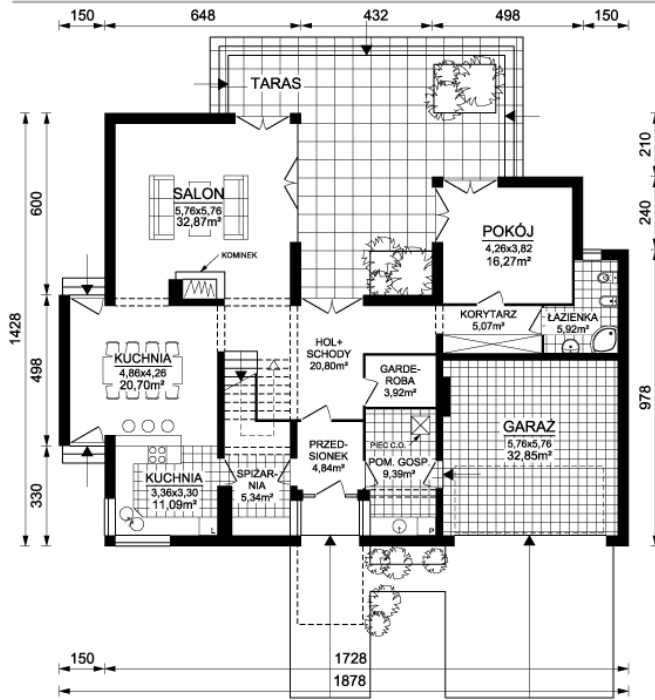 150 648 432 498 150
TARAS
210
600
SALON
5,76x5,76
32,87m²
240
POKÓJ
4,26x3,82
16,27m²
KOMINEK
1428
KORYTARZ
5,07m²
ŁAZIENKA
5,92m²
HOL+
SCHODY
20,80m²
498
KUCHNIA
4,86x4,26
20,70m²
GARDE-
ROBA
3,92m²
978
GARAŻ
5,76x5,76
32,85m²
PRZED-
SIONEK
4,84m²
PIEC C.O.
POM. GOSP.
9,39m²
330
KUCHNIA
3,36x3,30
11,09m²
SPIŻAR-
NIA
5,34m²
L
P
150 1728
1878